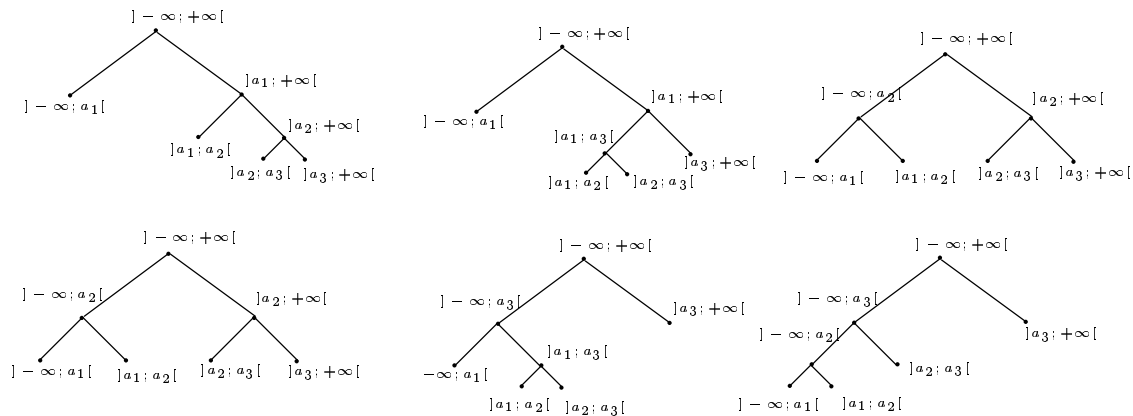 ] − ∞; +∞[
] − ∞; a1[
]a1; +∞[
]a1; a2[
]a2; +∞[
]a2; a3[
]a3; +∞[
] − ∞; +∞[
] − ∞; a1[
]a1; +∞[
]a1; a3[
]a3; +∞[
]a1; a2[
]a2; a3[
] − ∞; +∞[
] − ∞; a2[
]a2; +∞[
] − ∞; a1[
]a1; a2[
]a2; a3[
]a3; +∞[
] − ∞; +∞[
] − ∞; a2[
]a2; +∞[
] − ∞; a1[
]a1; a2[
]a2; a3[
]a3; +∞[
] − ∞; +∞[
] − ∞; a3[
]a3; +∞[
−∞; a1[
]a1; a3[
]a1; a2[
]a2; a3[
] − ∞; +∞[
] − ∞; a3[
]a3; +∞[
] − ∞; a2[
]a2; a3[
] − ∞; a1[
]a1; a2[